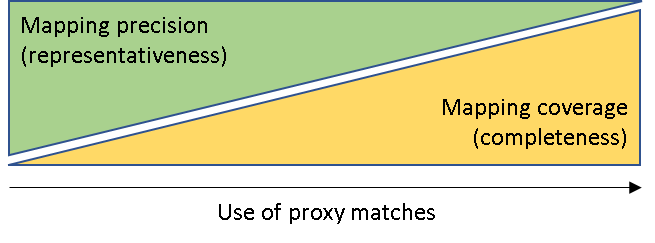 Mapping precision
(representativeness)
Mapping coverage
(completeness)
Use of proxy matches